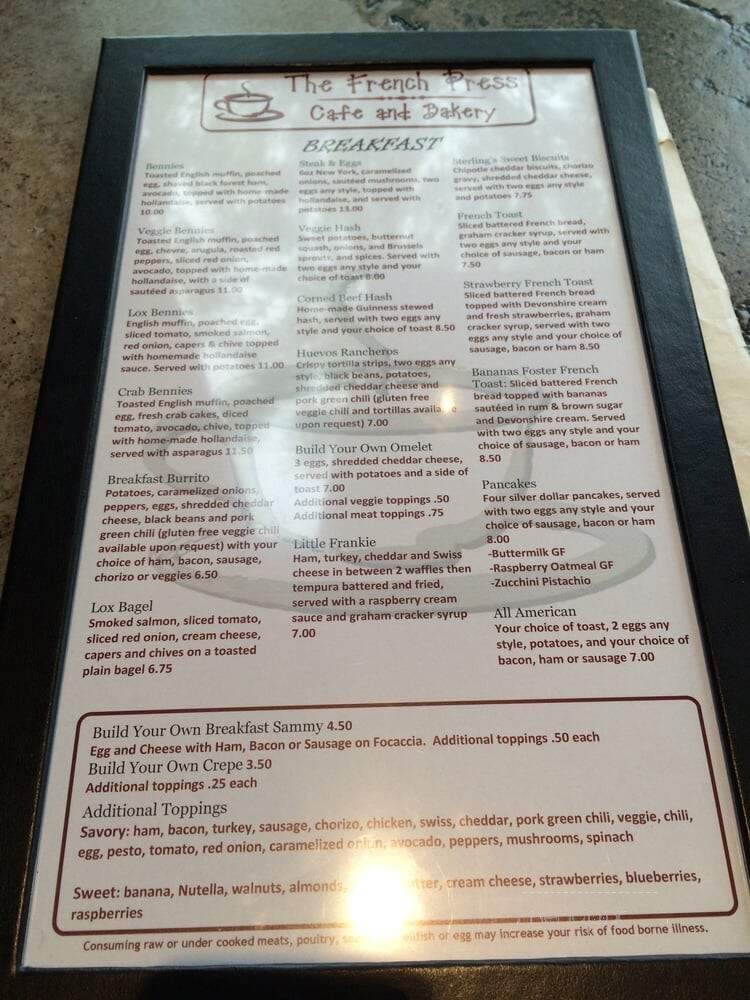 The French Press
Cafe and Bakery
BREAKFAST
Bennies
Toasted English muffin, poached
egg, shaved black forest ham,
avocado, topped with home-made
hollandaise, served with potatoes
10.00
Veggie Bennies
Toasted English muffin, poached
egg, chevre, arugula, roasted red
peppers, sliced red onion,
avocado, topped with home-made
hollandaise, with a side of
sautéed asparagus 11.00
Lox Bennies
English muffin, poached egg,
sliced tomato, smoked salmon,
red onion, capers & chive topped
with homemade hollandaise
sauce. Served with potatoes 11.00
Crab Bennies
Toasted English muffin, poached
egg, fresh crab cakes, diced
tomato, avocado, chive, topped
with home-made hollandaise,
served with asparagus 11.50
Breakfast Burrito
Potatoes, caramelized onions,
peppers, eggs, shredded cheddar
cheese, black beans and pork
green chili (gluten free veggie chili
available upon request) with your
choice of ham, bacon, sausage,
chorizo or veggies 6.50
Lox Bagel
Smoked salmon, sliced tomato,
sliced red onion, cream cheese,
capers and chives on a toasted
plain bagel 6.75
Steak & Eggs
6oz New York, caramelized
onions, sautéed mushrooms, two
eggs any style, topped with
hollandaise, and served with
potatoes 13.00
Veggie Hash
Sweet potatoes, butternut
squash, onions, and Brussels
sprouts, and spices. Served with
two eggs any style and your
choice of toast 8.00
Corned Beef Hash
Home-made Guinness stewed
hash, served with two eggs any
style and your choice of toast 8.50
Huevos Rancheros
Crispy tortilla strips, two eggs any
style, black beans, potatoes,
shredded cheddar cheese and
pork green chili (gluten free
veggie chili and tortillas available
upon request) 7.00
Build Your Own Omelet
3 eggs, shredded cheddar cheese,
served with potatoes and a side of
toast 7.00
Additional veggie toppings .50
Additional meat toppings .75
Little Frankie
Ham, turkey, cheddar and Swiss
cheese in between 2 waffles then
tempura battered and fried,
served with a raspberry cream
sauce and graham cracker syrup
7.00
Sterling's Sweet Biscuits
Chipotle cheddar biscuits, chorizo
gravy, shredded cheddar cheese,
served with two eggs any style
and potatoes 7.75
French Toast
Sliced battered French bread,
graham cracker syrup, served with
two eggs any style and your
choice of sausage, bacon or ham
7.50
Strawberry French Toast
Sliced battered French bread
topped with Devonshire cream
and fresh strawberries, graham
cracker syrup, served with two
eggs any style and your choice of
sausage, bacon or ham 8.50
Bananas Foster French
Toast: Sliced battered French
bread topped with bananas
sautéed in rum & brown sugar
and Devonshire cream. Served
with two eggs any style and your
choice of sausage, bacon or ham
8.50
Pancakes
Four silver dollar pancakes, served
with two eggs any style and your
choice of sausage, bacon or ham
8.00
-Buttermilk GF
-Raspberry Oatmeal GF
-Zucchini Pistachio
All American
Your choice of toast, 2 eggs any
style, potatoes, and your choice of
bacon, ham or sausage 7.00
Build Your Own Breakfast Sammy 4.50
Egg and Cheese with Ham, Bacon or Sausage on Focaccia. Additional toppings .50 each
Build Your Own Crepe 3.50
Additional toppings .25 each
Additional Toppings
Savory: ham, bacon, turkey, sausage, chorizo, chicken, swiss, cheddar, pork green chili, veggie, chili,
egg, pesto, tomato, red onion, caramelized onion, avocado, peppers, mushrooms, spinach
Sweet: banana, Nutella, walnuts, almonds, cream cheese, strawberries, blueberries,
raspberries
Consuming raw or under cooked meats, poultry, or egg may increase your risk of food borne illness.